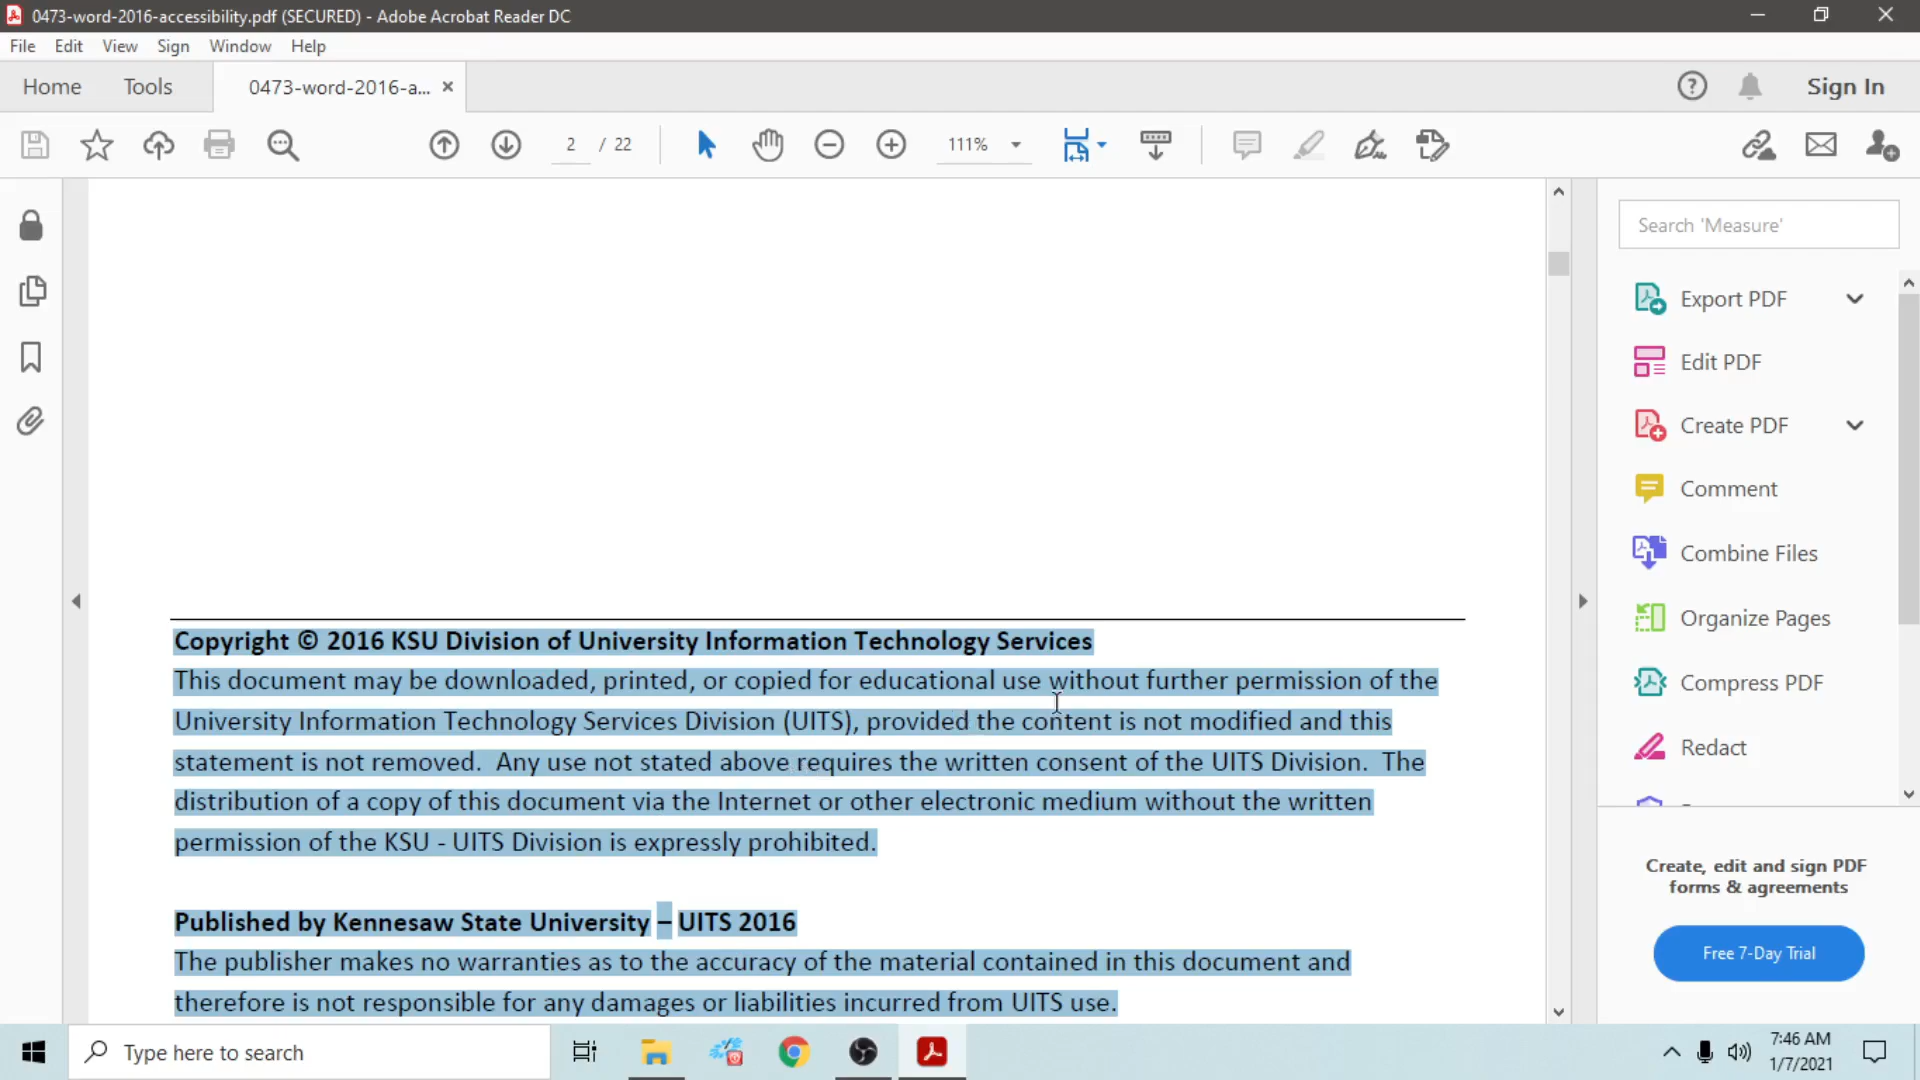 0473-word-2016-accessibility.pdf (SECURED) - Adobe Acrobat Reader DC
File Edit View Sign Window Help
Home Tools 0473-word-2016-a... Sign In
2 / 22 111%
Search 'Measure'
Export PDF
Edit PDF
Create PDF
Comment
Combine Files
Organize Pages
Compress PDF
Redact
Create, edit and sign PDF
forms & agreements
Free 7-Day Trial
Copyright © 2016 KSU Division of University Information Technology Services
This document may be downloaded, printed, or copied for educational use without further permission of the
University Information Technology Services Division (UITS), provided the content is not modified and this
statement is not removed.  Any use not stated above requires the written consent of the UITS Division.  The
distribution of a copy of this document via the Internet or other electronic medium without the written
permission of the KSU - UITS Division is expressly prohibited.
Published by Kennesaw State University – UITS 2016
The publisher makes no warranties as to the accuracy of the material contained in this document and
therefore is not responsible for any damages or liabilities incurred from UITS use.
Type here to search
7:46 AM
1/7/2021